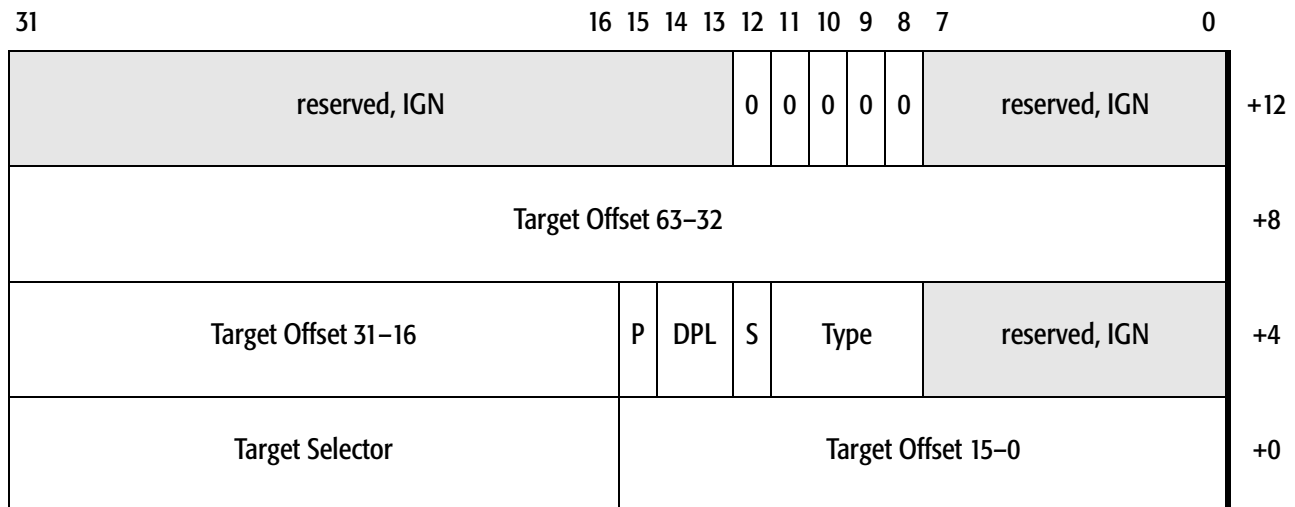 31 16 15 14 13 12 11 10 9 8 7 0
reserved, IGN 0 0 0 0 0 reserved, IGN +12
Target Offset 63–32 +8
Target Offset 31–16 P DPL S Type reserved, IGN +4
Target Selector Target Offset 15–0 +0